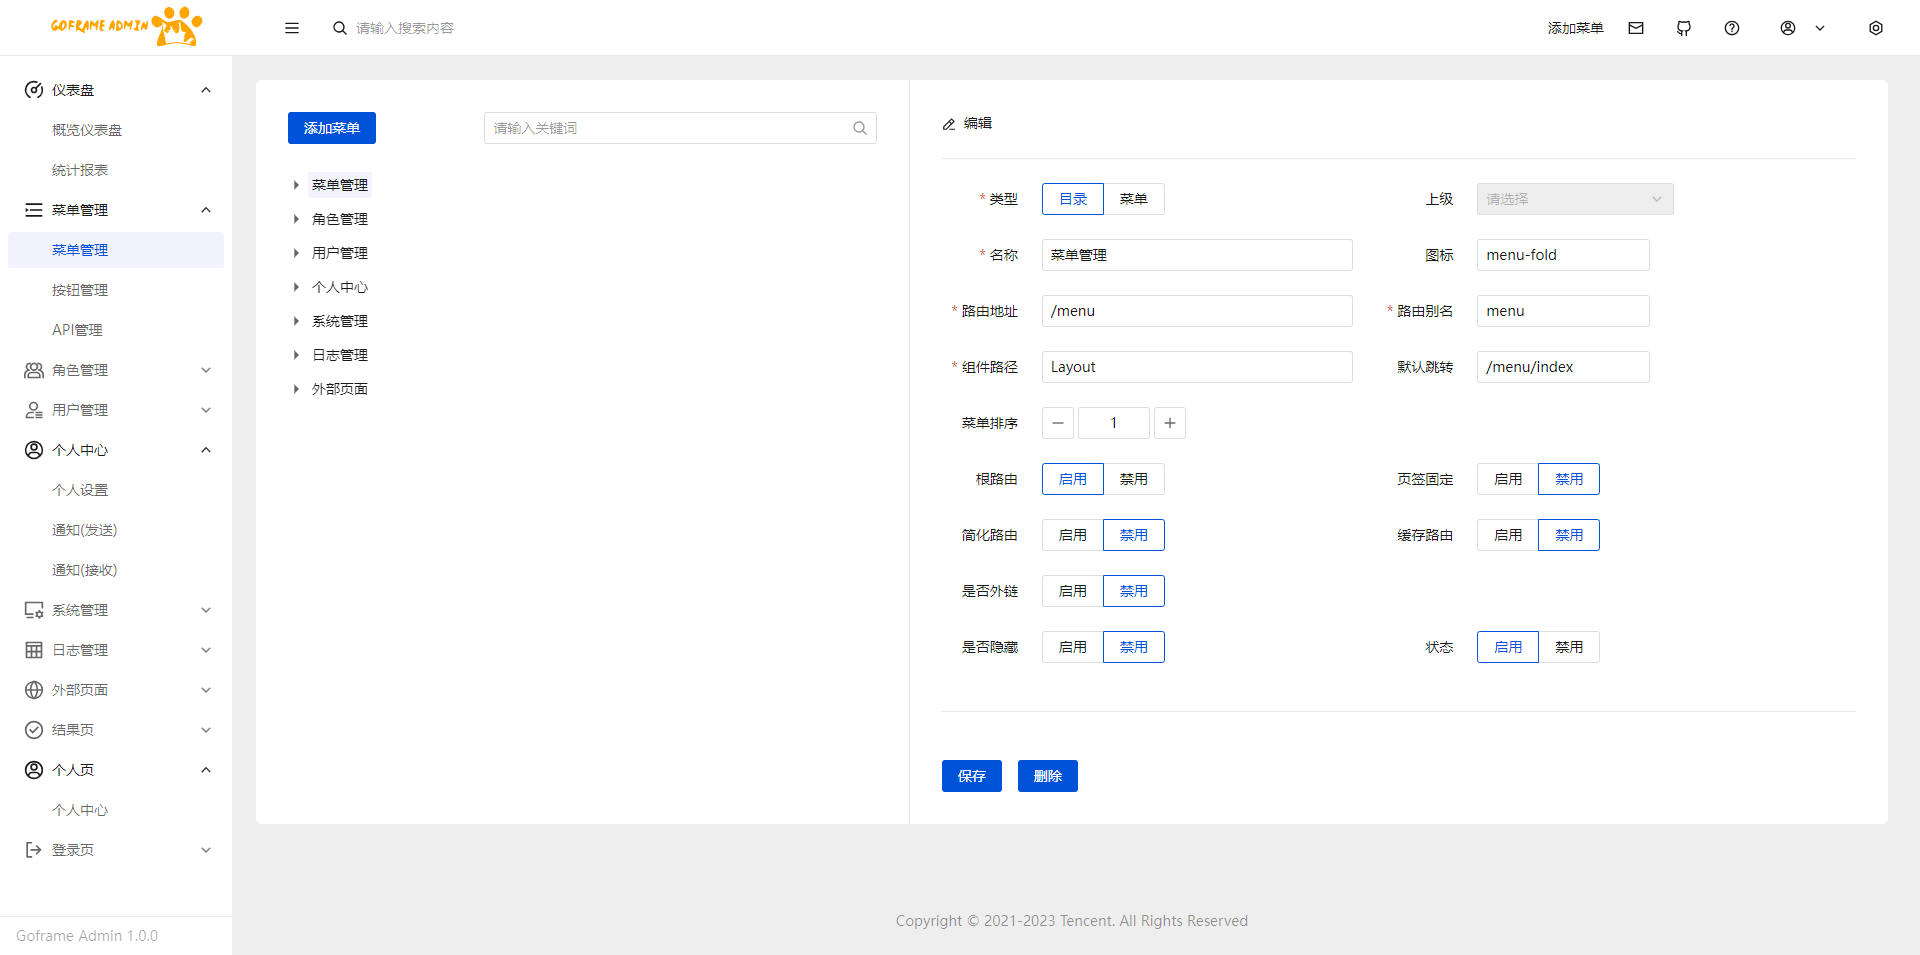 GOFRAME ADMIN
请输入搜索内容
添加菜单
仪表盘
概览仪表盘
统计报表
菜单管理
菜单管理
按钮管理
API管理
角色管理
用户管理
个人中心
个人设置
通知(发送)
通知(接收)
系统管理
日志管理
外部页面
结果页
个人页
个人中心
登录页
Goframe Admin 1.0.0
添加菜单
请输入关键词
菜单管理
角色管理
用户管理
个人中心
系统管理
日志管理
外部页面
编辑
* 类型 目录 菜单 上级 请选择
* 名称 菜单管理 图标 menu-fold
* 路由地址 /menu * 路由别名 menu
* 组件路径 Layout 默认跳转 /menu/index
菜单排序 1
根路由 启用 禁用 页签固定 启用 禁用
简化路由 启用 禁用 缓存路由 启用 禁用
是否外链 启用 禁用
是否隐藏 启用 禁用 状态 启用 禁用
保存 删除
Copyright © 2021-2023 Tencent. All Rights Reserved